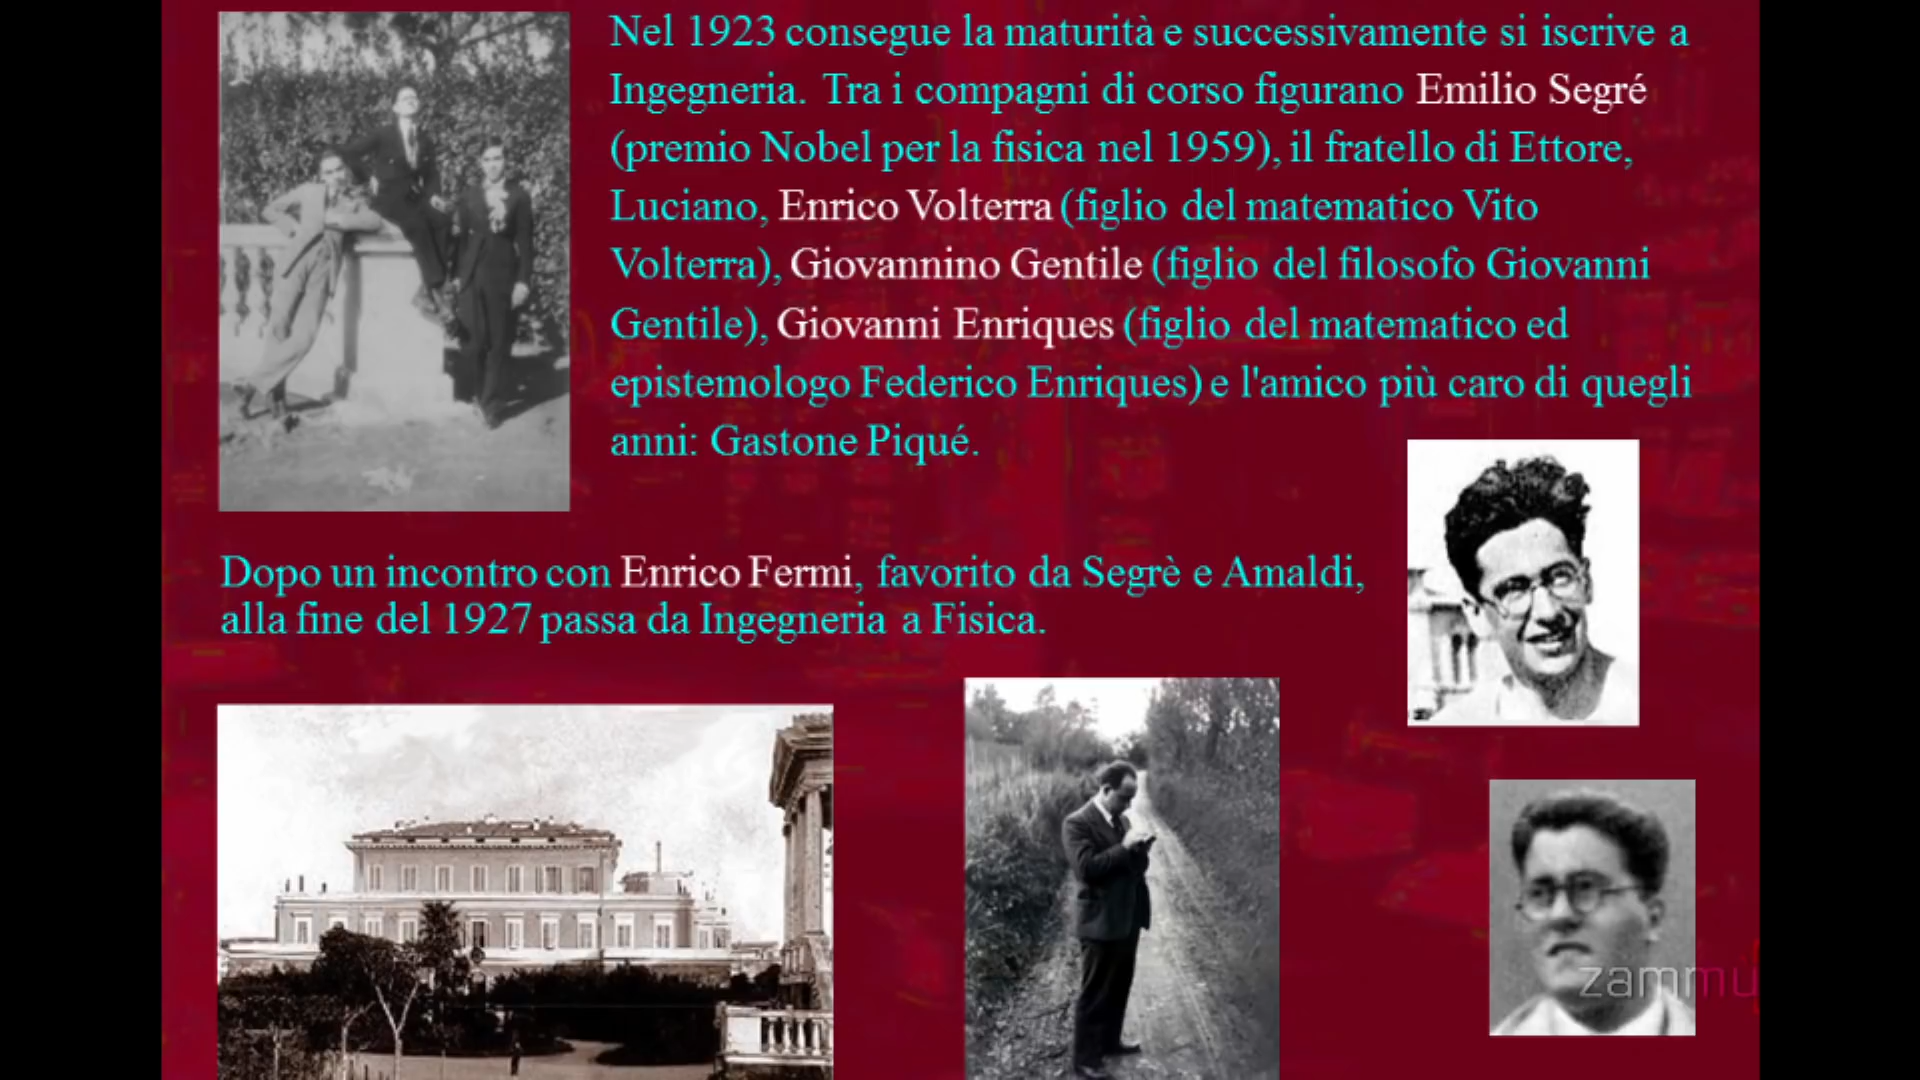 Nel 1923 consegue la maturità e successivamente si iscrive a
Ingegneria. Tra i compagni di corso figurano Emilio Segré
(premio Nobel per la fisica nel 1959), il fratello di Ettore,
Luciano, Enrico Volterra (figlio del matematico Vito
Volterra), Giovannino Gentile (figlio del filosofo Giovanni
Gentile), Giovanni Enriques (figlio del matematico ed
epistemologo Federico Enriques) e l'amico più caro di quegli
anni: Gastone Piqué.
Dopo un incontro con Enrico Fermi, favorito da Segrè e Amaldi,
alla fine del 1927 passa da Ingegneria a Fisica.
zammù